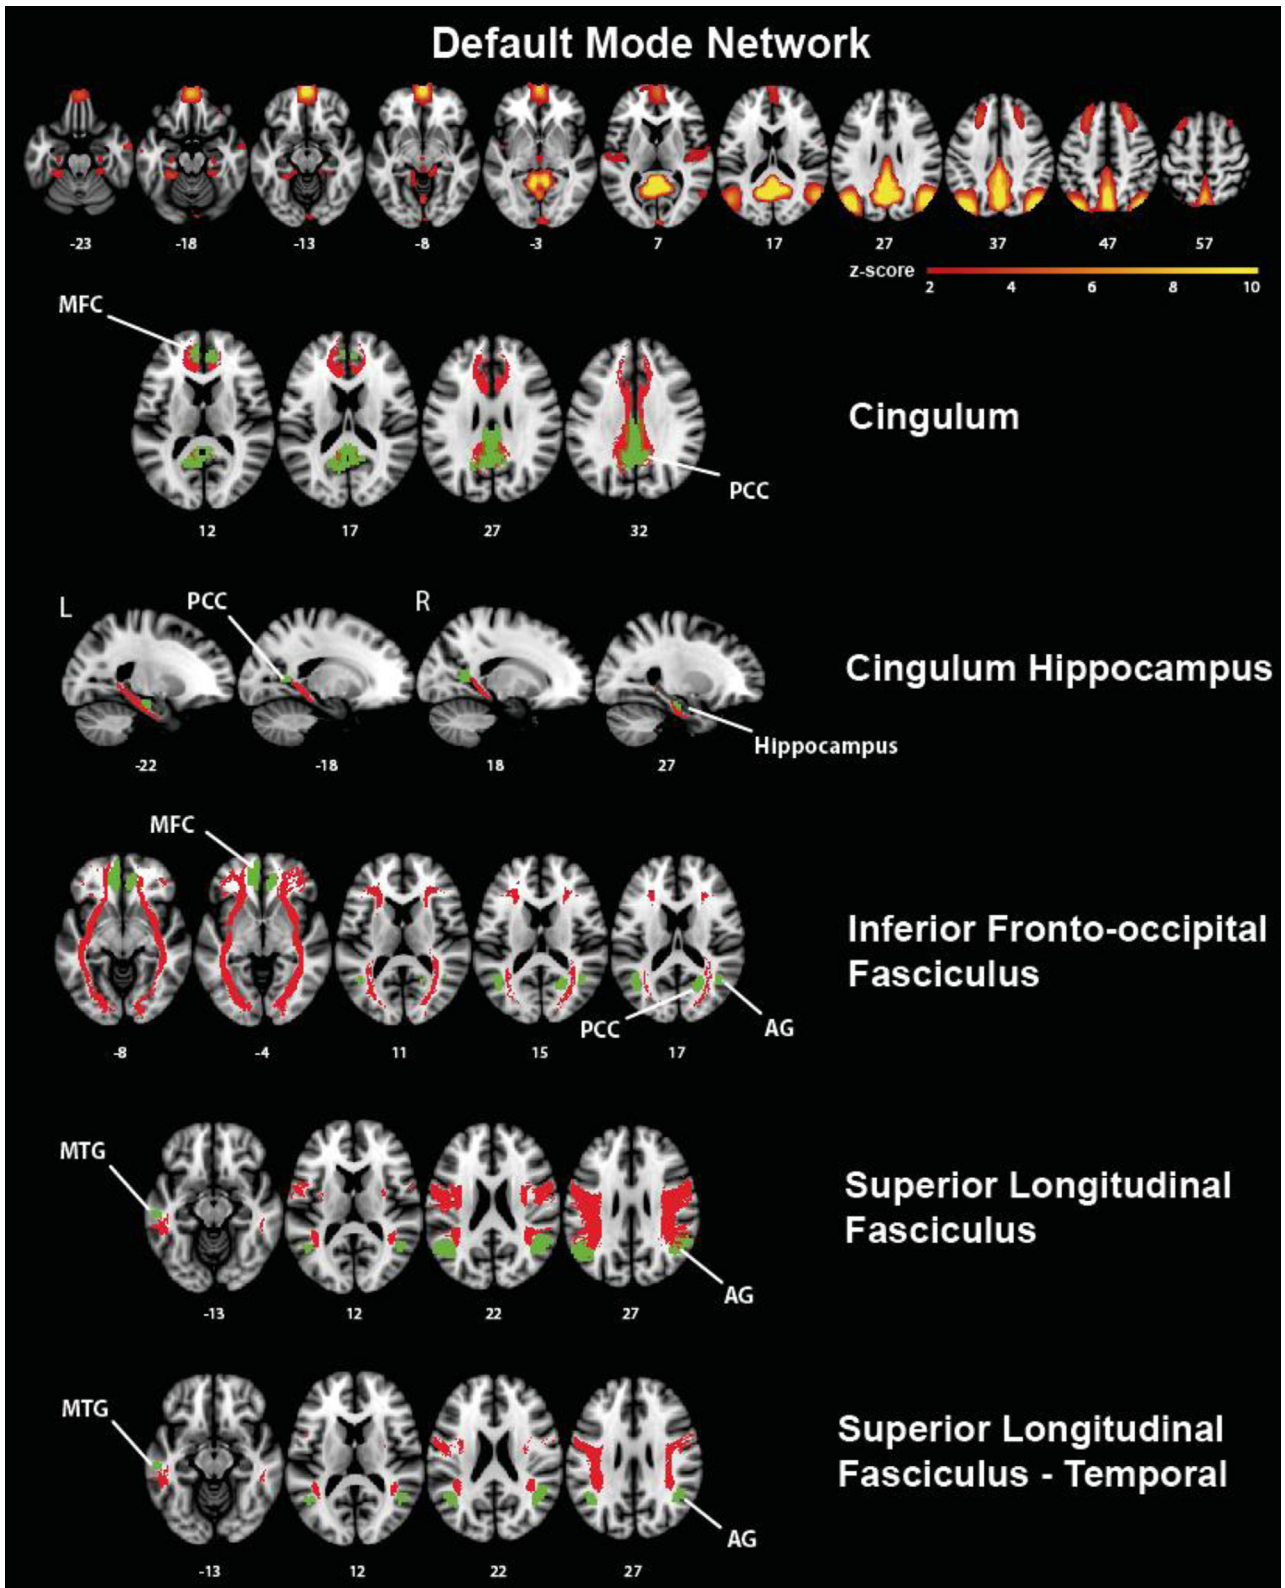 Default Mode Network
-23 -18 -13 -8 -3 7 17 27 37 47 57
z-score
2 4 6 8 10
MFC
Cingulum
PCC
12 17 27 32
L PCC R
Cingulum Hippocampus
Hippocampus
-22 -18 18 27
MFC
Inferior Fronto-occipital
Fasciculus
PCC AG
-8 -4 11 15 17
MTG
Superior Longitudinal
Fasciculus
AG
-13 12 22 27
MTG
Superior Longitudinal
Fasciculus - Temporal
AG
-13 12 22 27